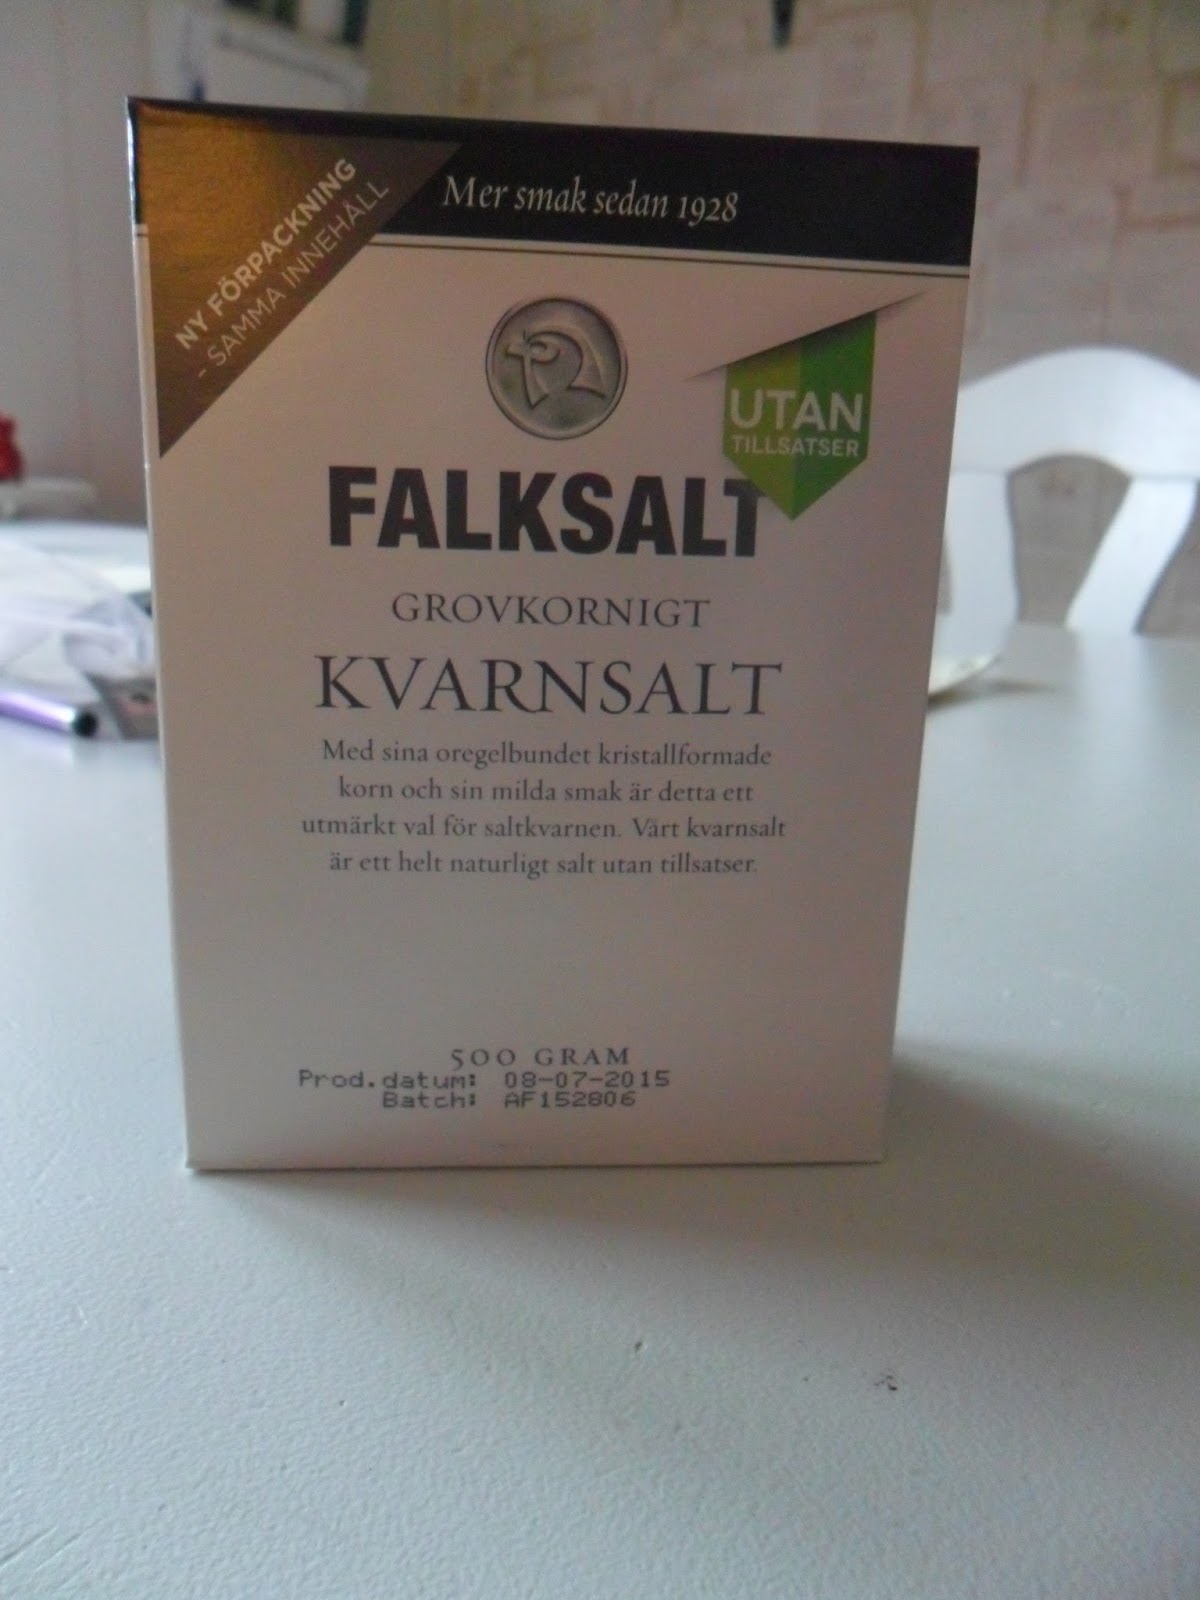 Mer smak sedan 1928
NY FÖRPACKNING
- SAMMA INNEHÅLL
UTAN
TILLSATSER
FALKSALT
GROVKORNIGT
KVARNSALT
Med sina oregelbundet kristallformade
korn och sin milda smak är detta ett
utmärkt val för saltkvarnen. Vårt kvarnsalt
är ett helt naturligt salt utan tillsatser.
500 GRAM
Prod.datum: 08-07-2015
Batch: AF152806